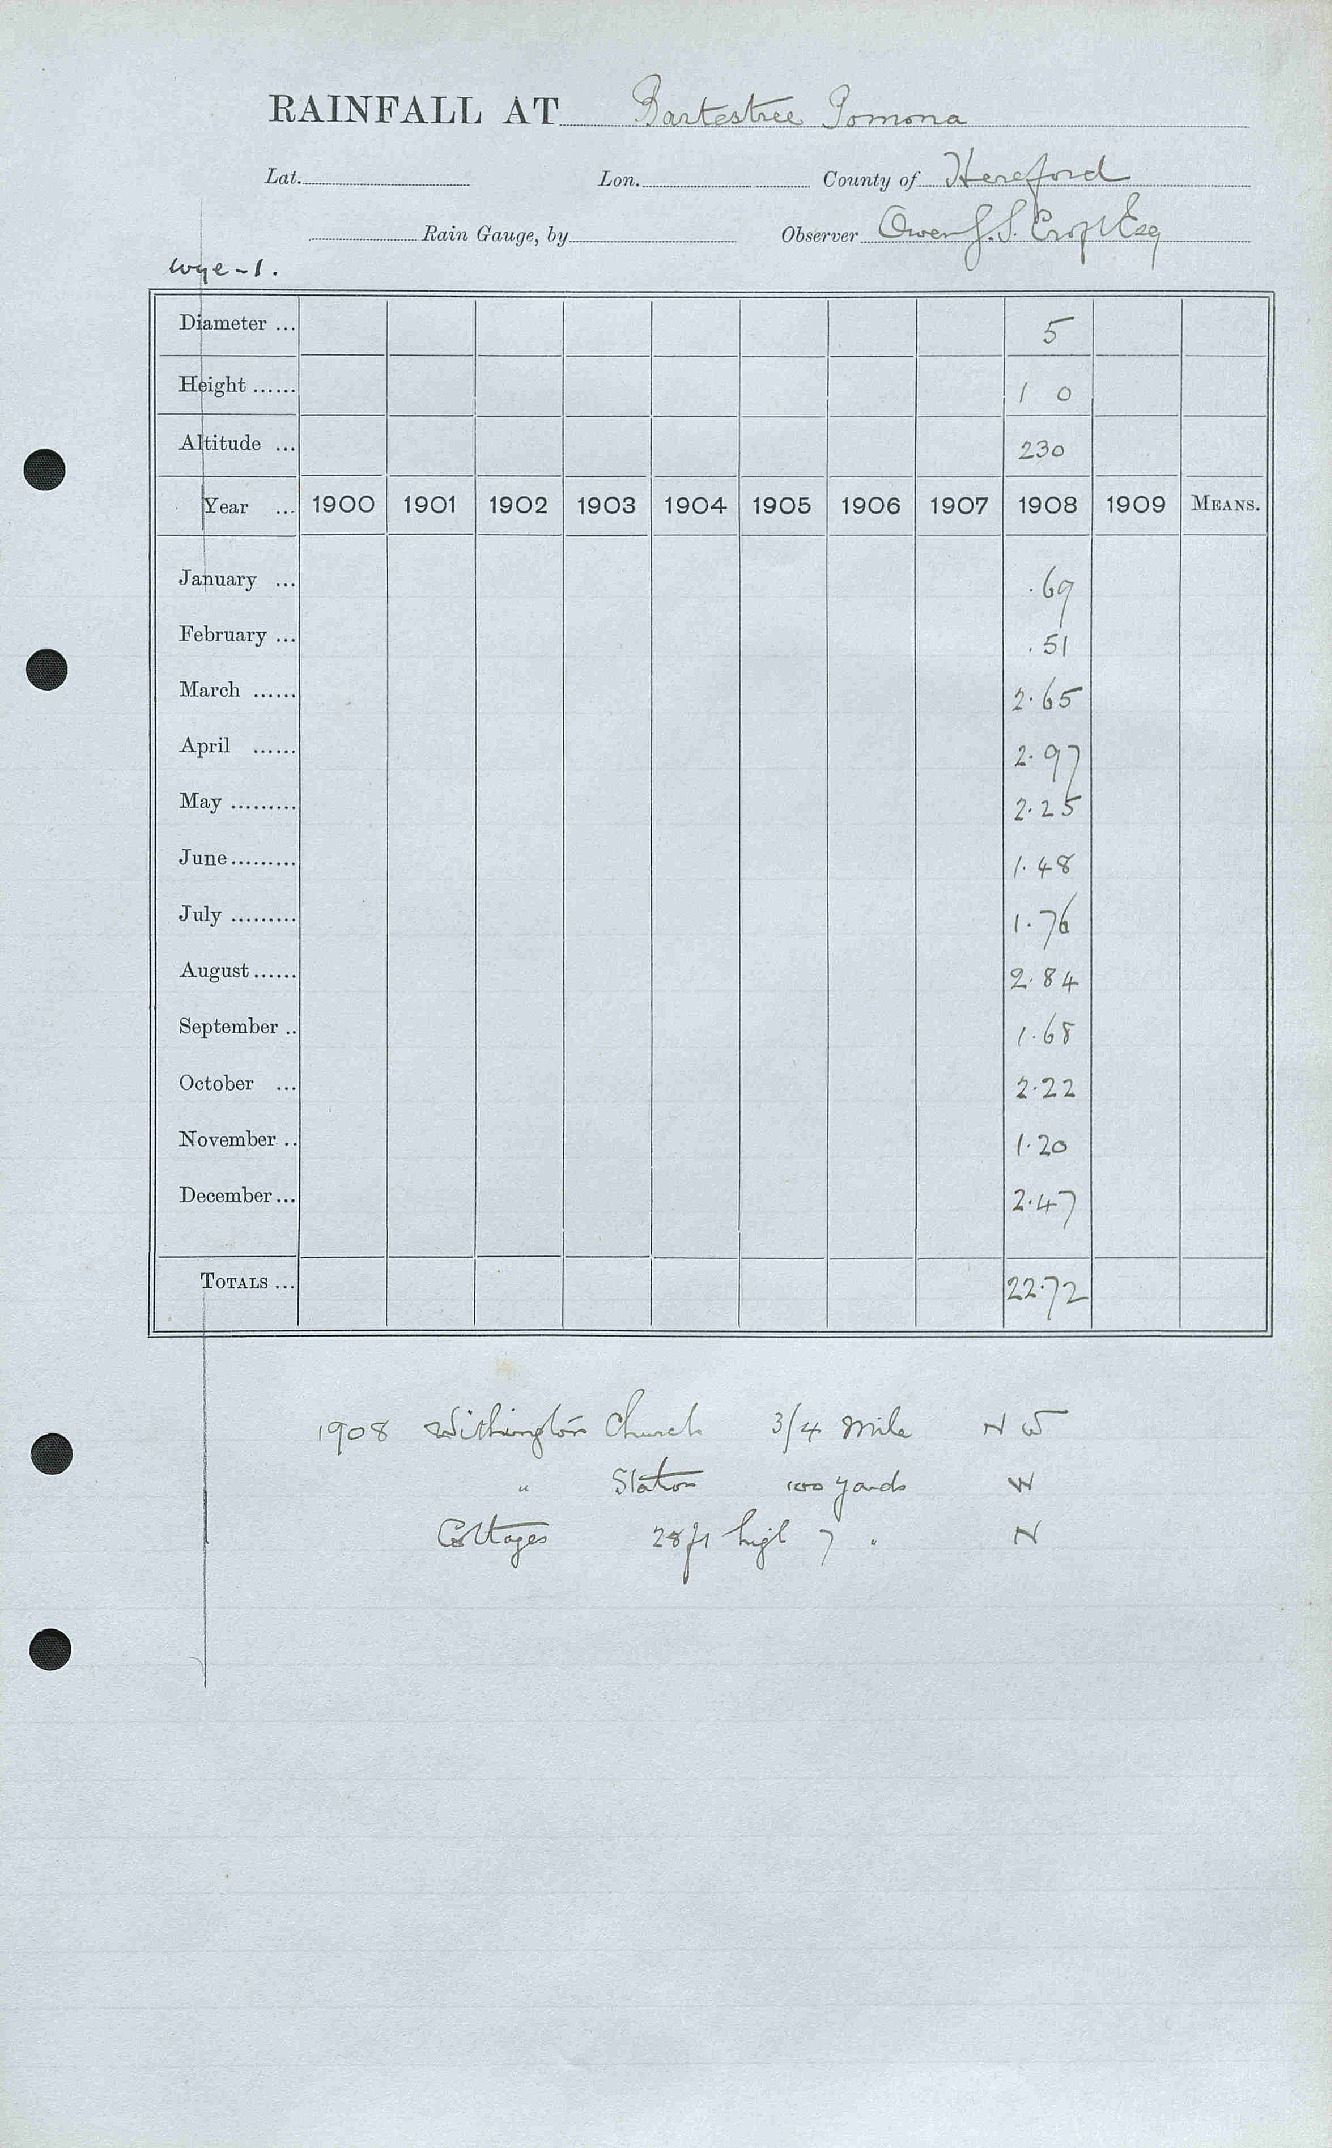 RAINFALL AT Bartestree Pomona
Lat. Lon. County of Hereford
Rain Gauge, by Observer Owen G. S. Croft Esq
Wye-1.
Diameter ... 5
Height ...... 1 0
Altitude ... 230
Year ... 1900 1901 1902 1903 1904 1905 1906 1907 1908 1909 MEANS.
January ... .69
February ... .51
March ...... 2.65
April ...... 2.97
May ......... 2.25
June ......... 1.48
July ......... 1.76
August ...... 2.84
September .. 1.68
October ... 2.22
November .. 1.20
December ... 2.47
TOTALS ... 22.72
1908 Withington Church 3/4 mile N W
" Station 100 yards W
Cottages 28 ft high 7 " N